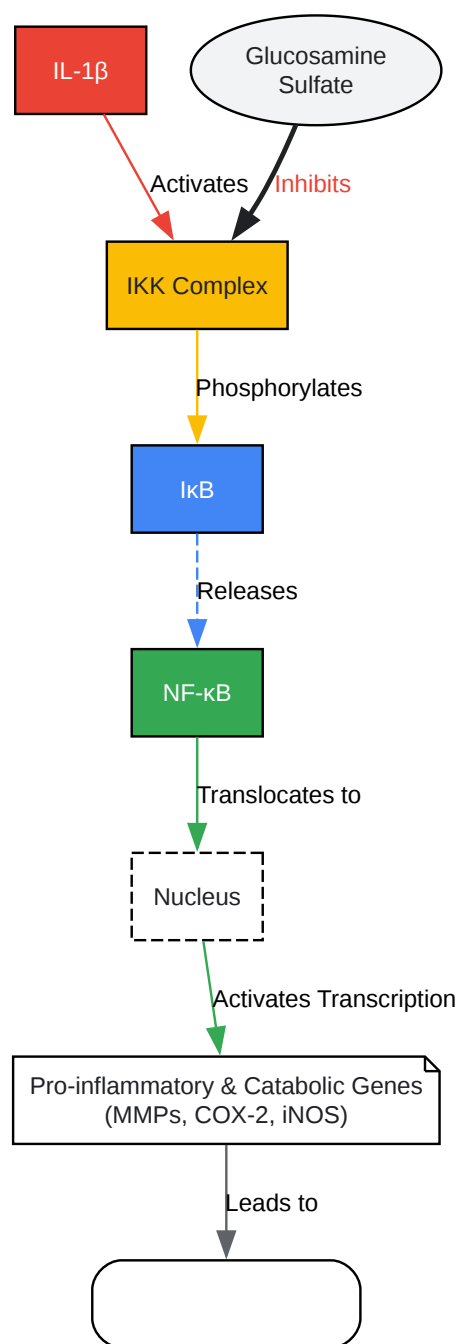 IL-1β
Glucosamine
Sulfate
Activates
Inhibits
IKK Complex
Phosphorylates
IκB
Releases
NF-κB
Translocates to
Nucleus
Activates Transcription
Pro-inflammatory & Catabolic Genes
(MMPs, COX-2, iNOS)
Leads to